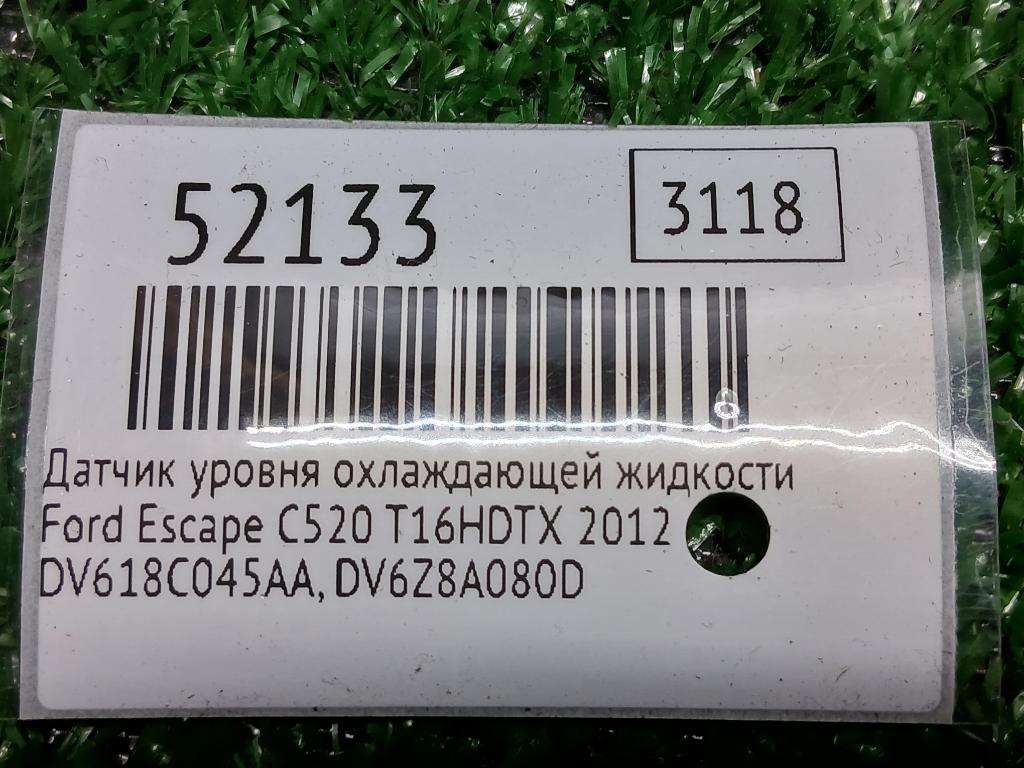 52133
3118
Датчик уровня охлаждающей жидкости
Ford Escape C520 T16HDTX 2012
DV618C045AA, DV6Z8A080D